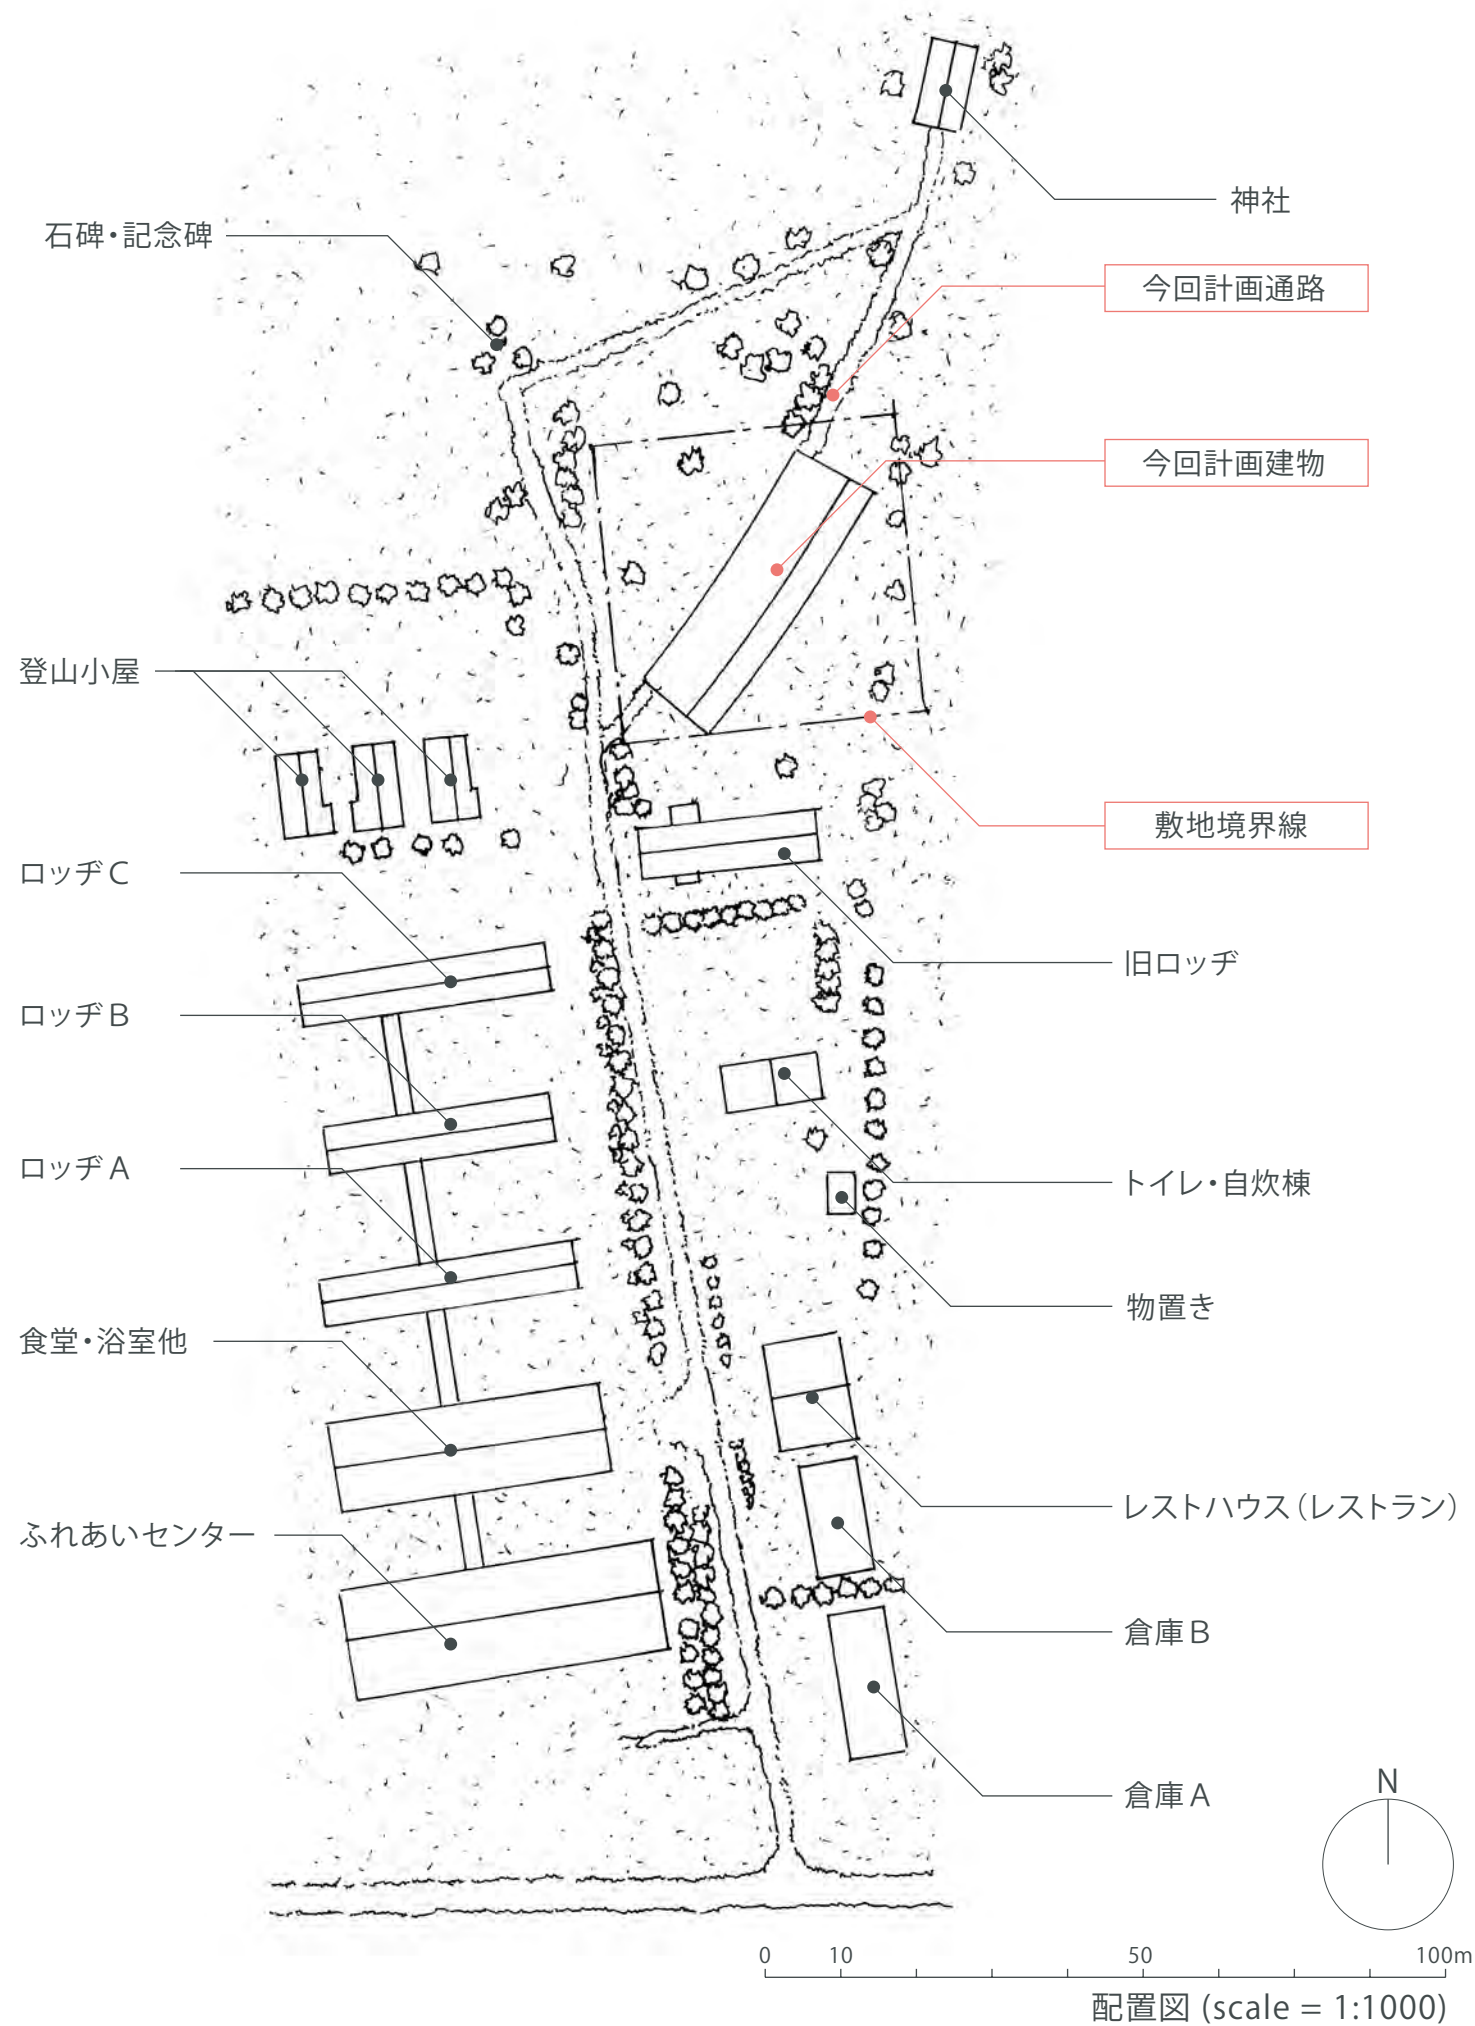 神社
石碑・記念碑
今回計画通路
今回計画建物
登山小屋
敷地境界線
ロッヂC
旧ロッヂ
ロッヂB
ロッヂA
トイレ・自炊棟
物置き
食堂・浴室他
レストハウス（レストラン）
ふれあいセンター
倉庫B
倉庫A
N
0 10 50 100m
配置図 (scale = 1:1000)